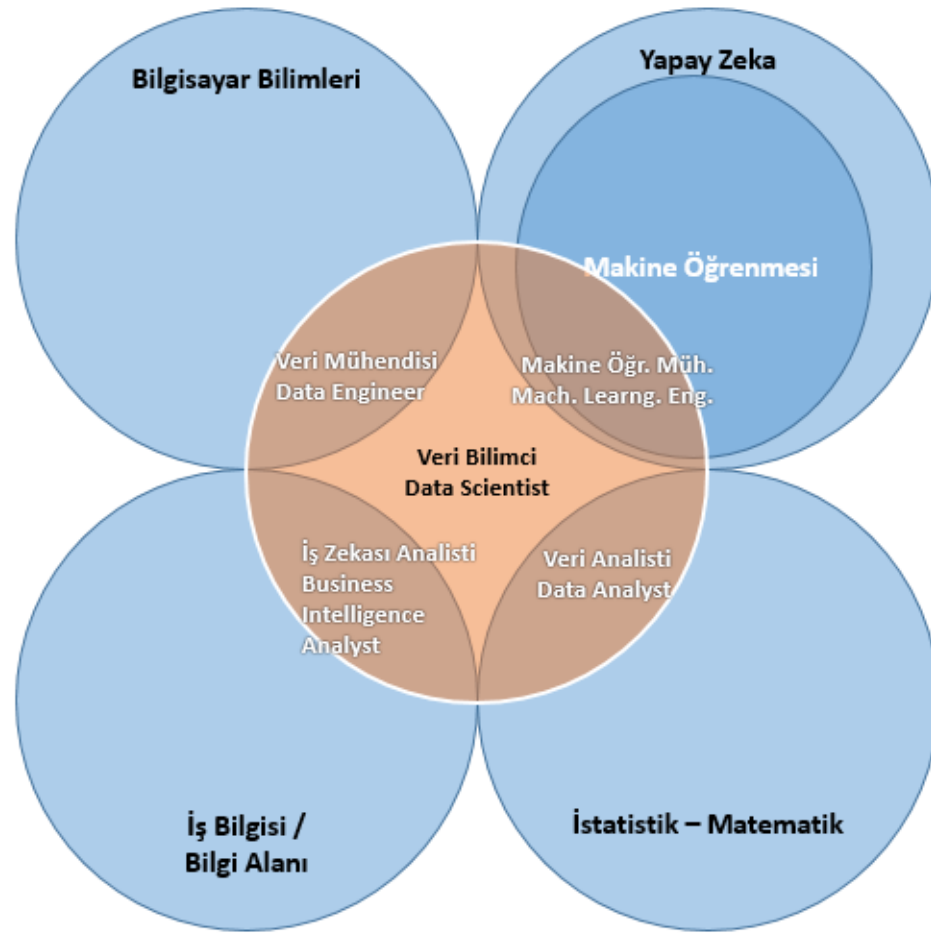 Bilgisayar Bilimleri
Yapay Zeka
Makine Öğrenmesi
Veri Mühendisi
Data Engineer
Makine Öğr. Müh.
Mach. Learng. Eng.
Veri Bilimci
Data Scientist
İş Zekası Analisti
Business
Intelligence
Analyst
Veri Analisti
Data Analyst
İş Bilgisi /
Bilgi Alanı
İstatistik – Matematik